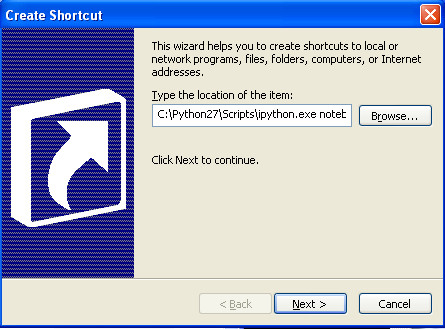 Create Shortcut
This wizard helps you to create shortcuts to local or
network programs, files, folders, computers, or Internet
addresses.
Type the location of the item:
C:\Python27\Scripts\ipython.exe noteb
Browse...
Click Next to continue.
< Back
Next >
Cancel